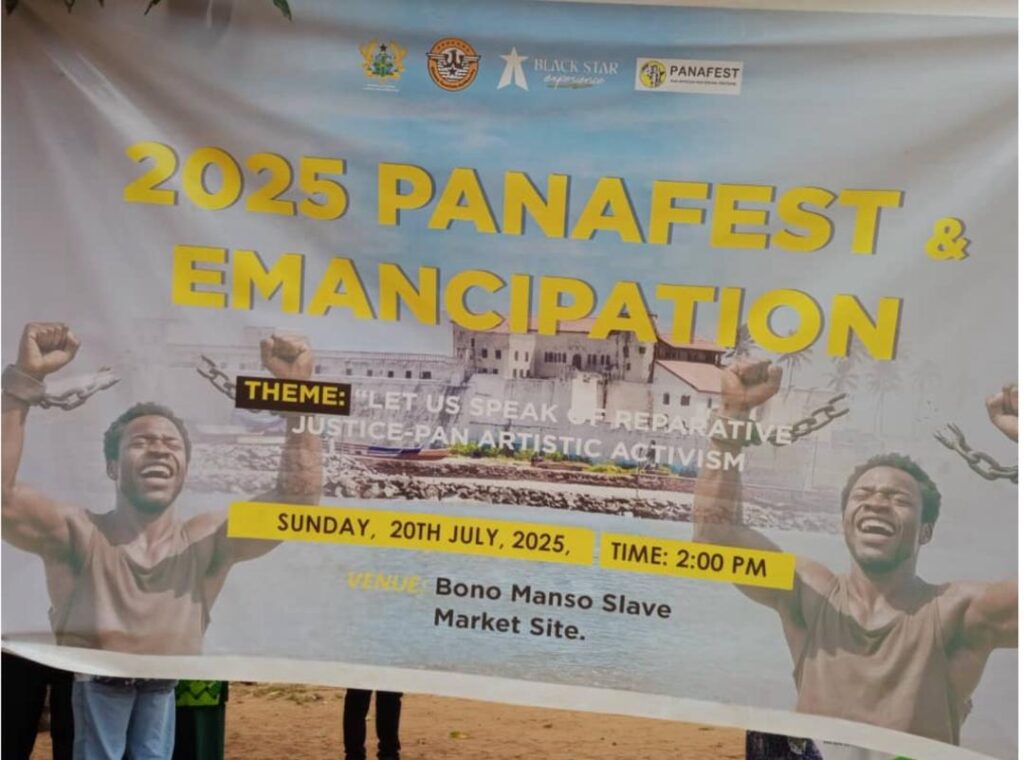 BLACK STAR
experience
PANAFEST
2025 PANAFEST &
EMANCIPATION
THEME: "LET US SPEAK OF REPARATIVE
JUSTICE-PAN ARTISTIC ACTIVISM
SUNDAY, 20TH JULY, 2025, TIME: 2:00 PM
VENUE: Bono Manso Slave
Market Site.